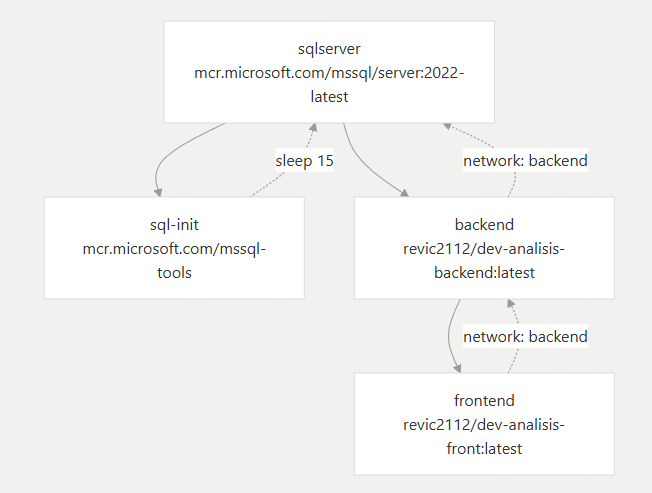 sqlserver
mcr.microsoft.com/mssql/server:2022-
latest
sleep 15
network: backend
sql-init
mcr.microsoft.com/mssql-
tools
backend
revic2112/dev-analisis-
backend:latest
network: backend
frontend
revic2112/dev-analisis-
front:latest